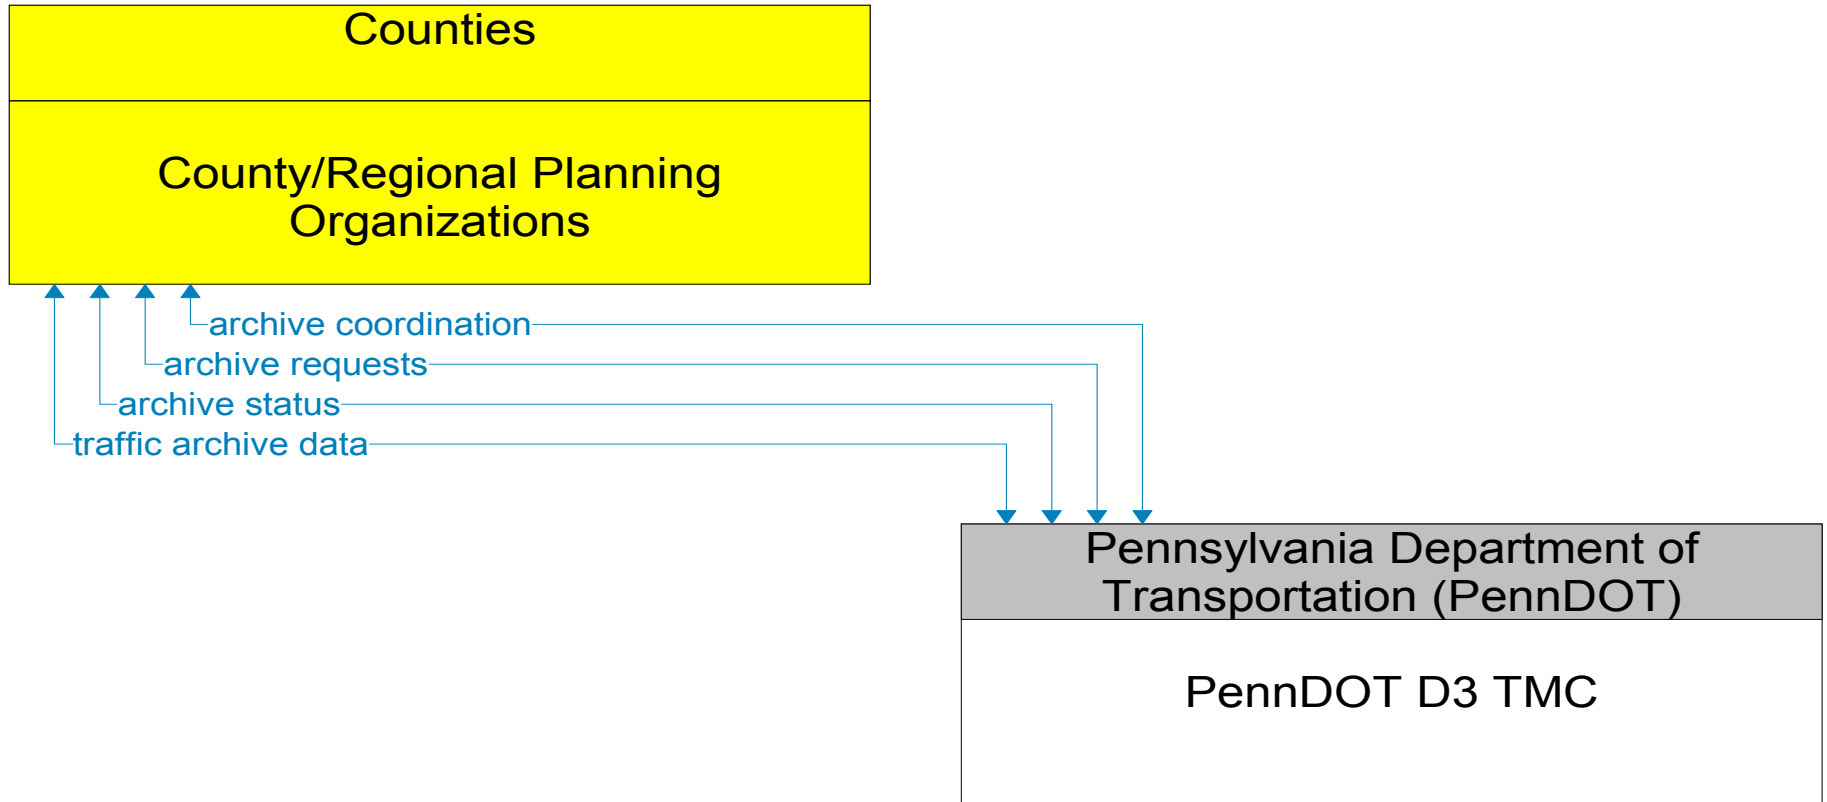 Counties
County/Regional Planning
Organizations
archive coordination
archive requests
archive status
traffic archive data
Pennsylvania Department of
Transportation (PennDOT)
PennDOT D3 TMC